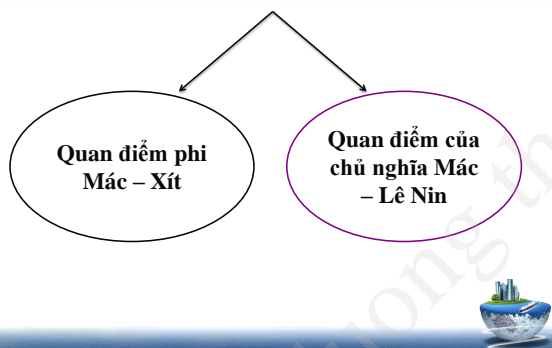 Quan điểm phi
Mác – Xít
Quan điểm của
chủ nghĩa Mác
– Lê Nin